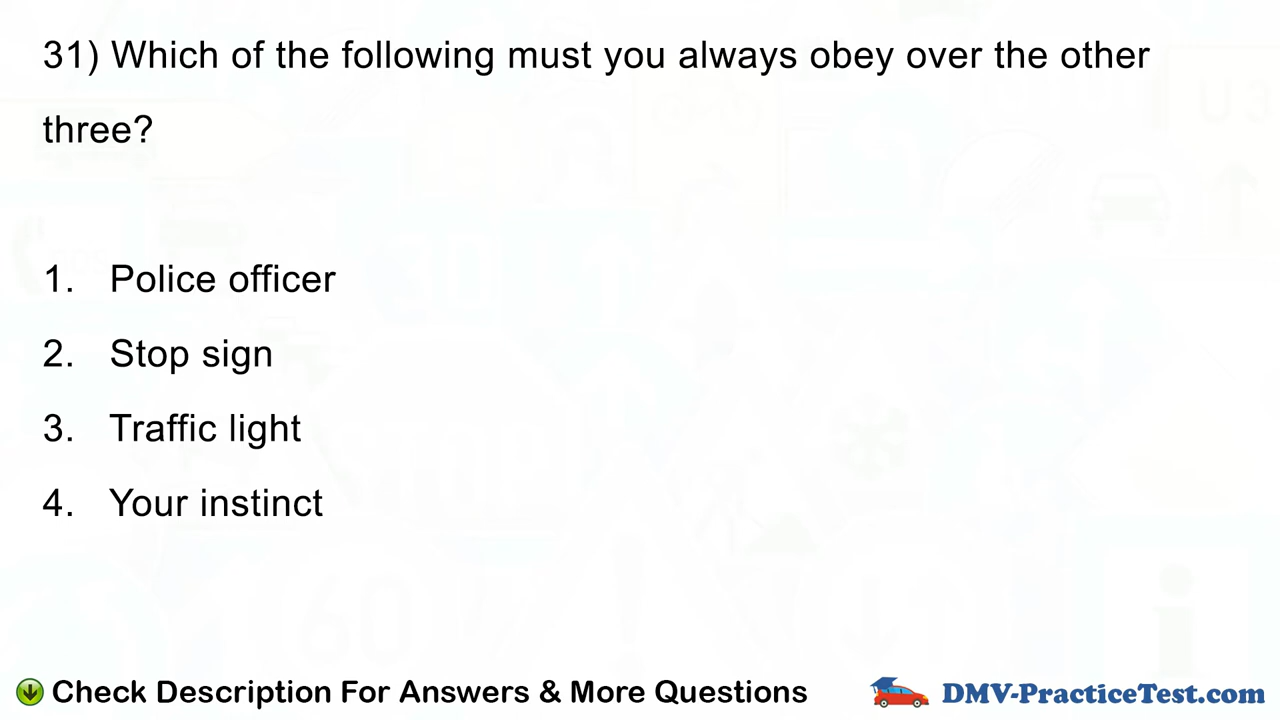 31) Which of the following must you always obey over the other
three?
1. Police officer
2. Stop sign
3. Traffic light
4. Your instinct
Check Description For Answers & More Questions
DMV-PracticeTest.com